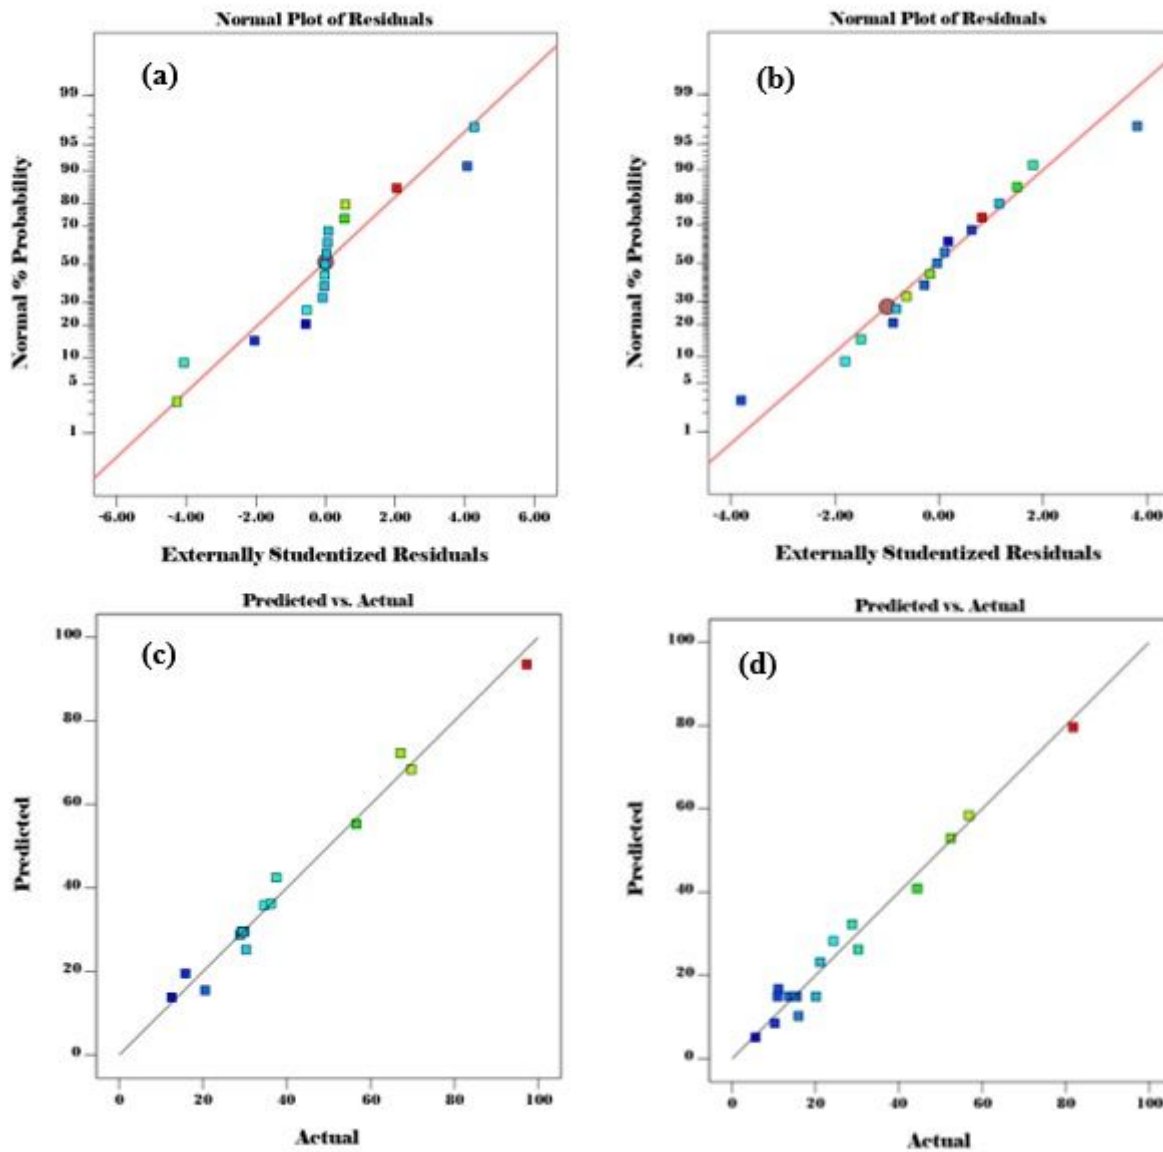 Normal Plot of Residuals
(a)
Normal % Probability
99
95
90
80
70
50
30
20
10
5
1
-6.00 -4.00 -2.00 0.00 2.00 4.00 6.00
Externally Studentized Residuals
Normal Plot of Residuals
(b)
Normal % Probability
99
95
90
80
70
50
30
20
10
5
1
-4.00 -2.00 0.00 2.00 4.00
Externally Studentized Residuals
Predicted vs. Actual
(c)
Predicted
100
80
60
40
20
0
0 20 40 60 80 100
Actual
Predicted vs. Actual
(d)
Predicted
100
80
60
40
20
0
0 20 40 60 80 100
Actual